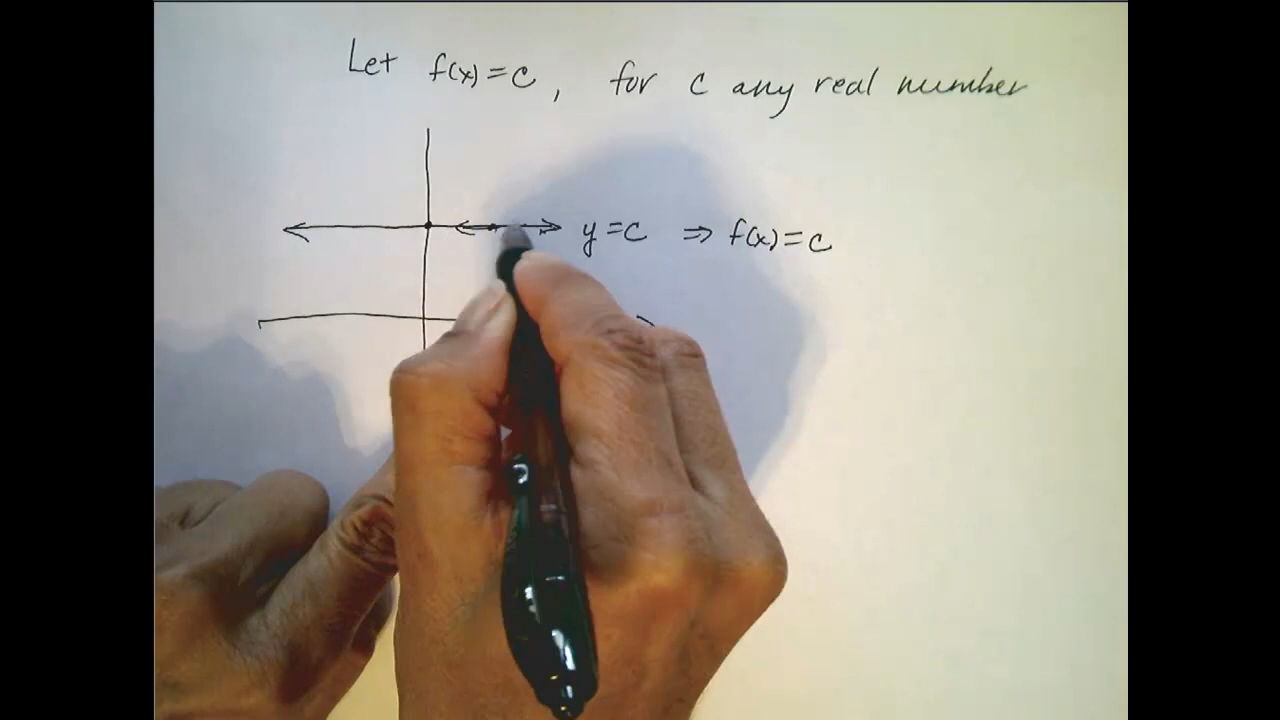 Let f(x) = c, for c any real number
y = c ⇒ f(x) = c